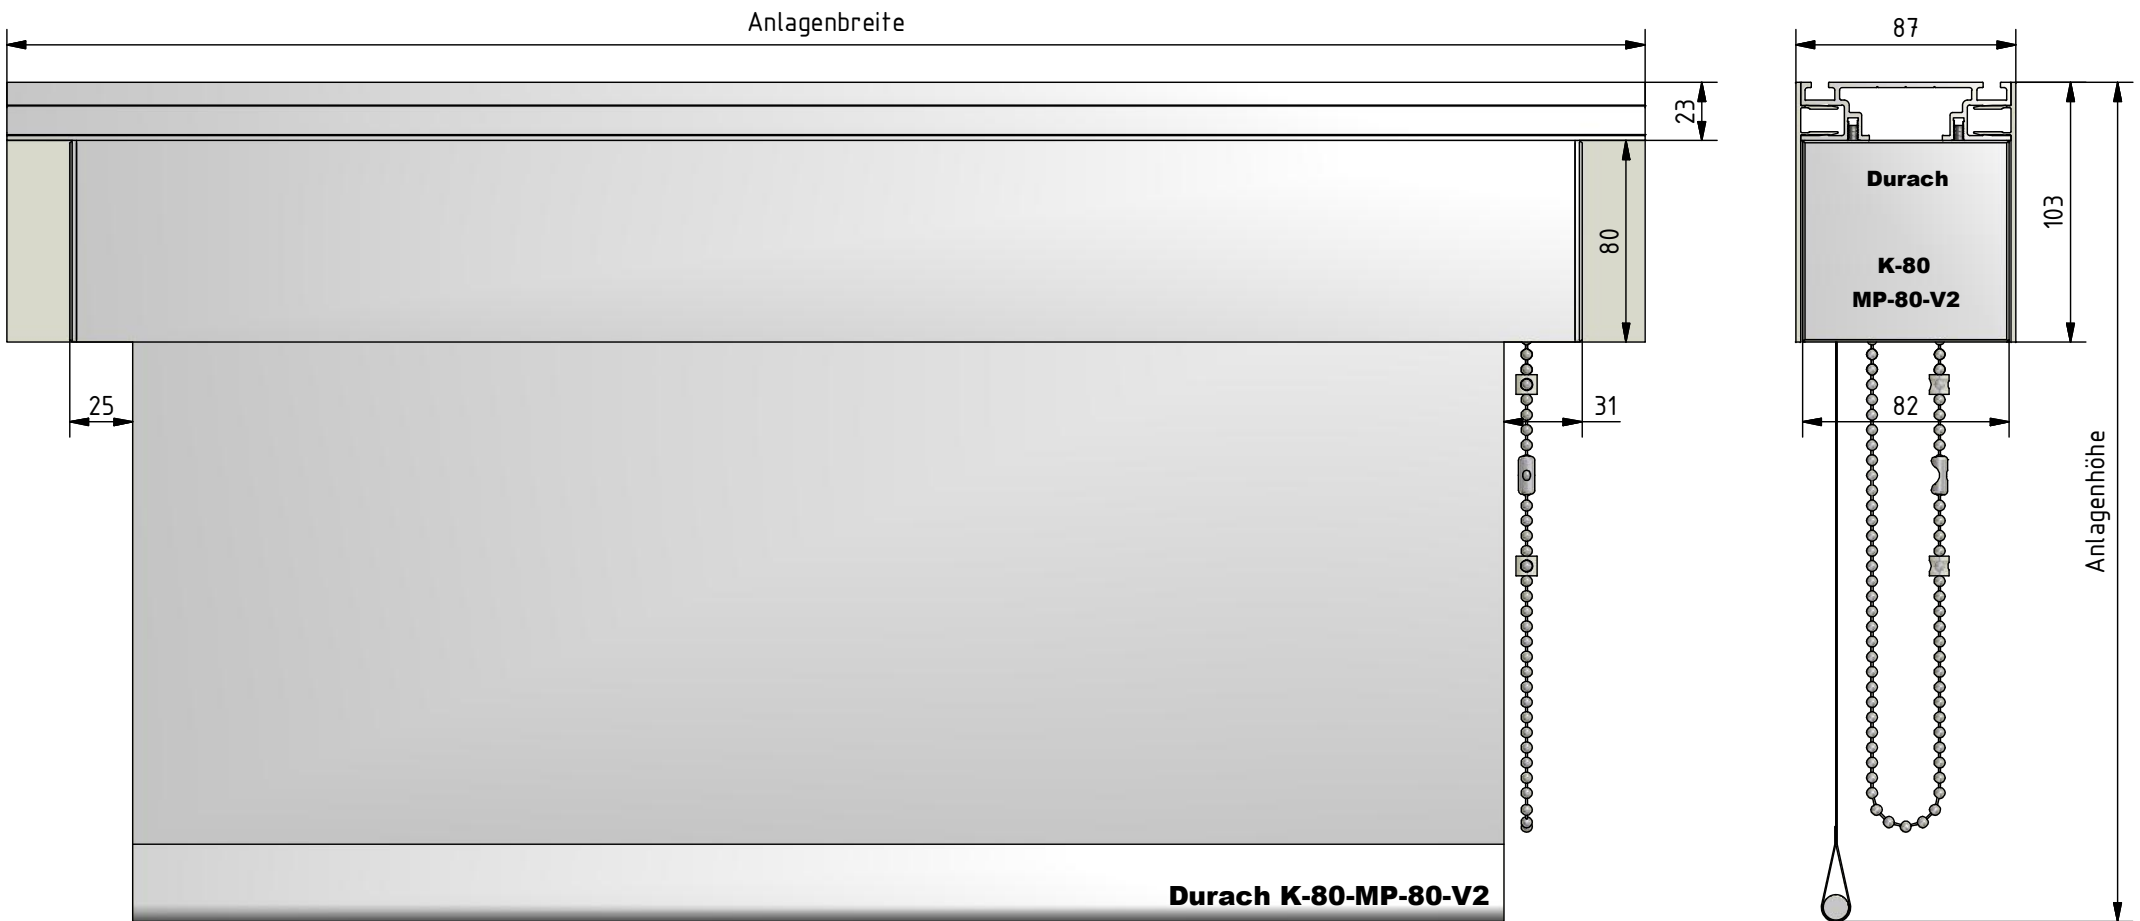 Anlagenbreite
87
23
80
103
Durach
K-80
MP-80-V2
25
31
82
Anlagenhöhe
Durach K-80-MP-80-V2